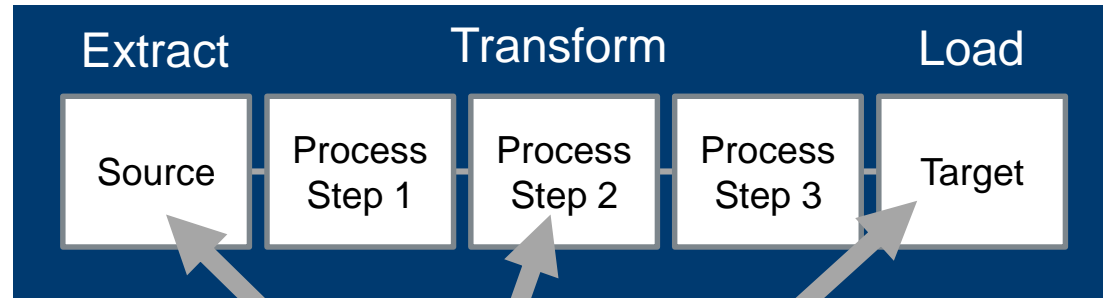 Extract Transform Load
Source
Process
Step 1
Process
Step 2
Process
Step 3
Target